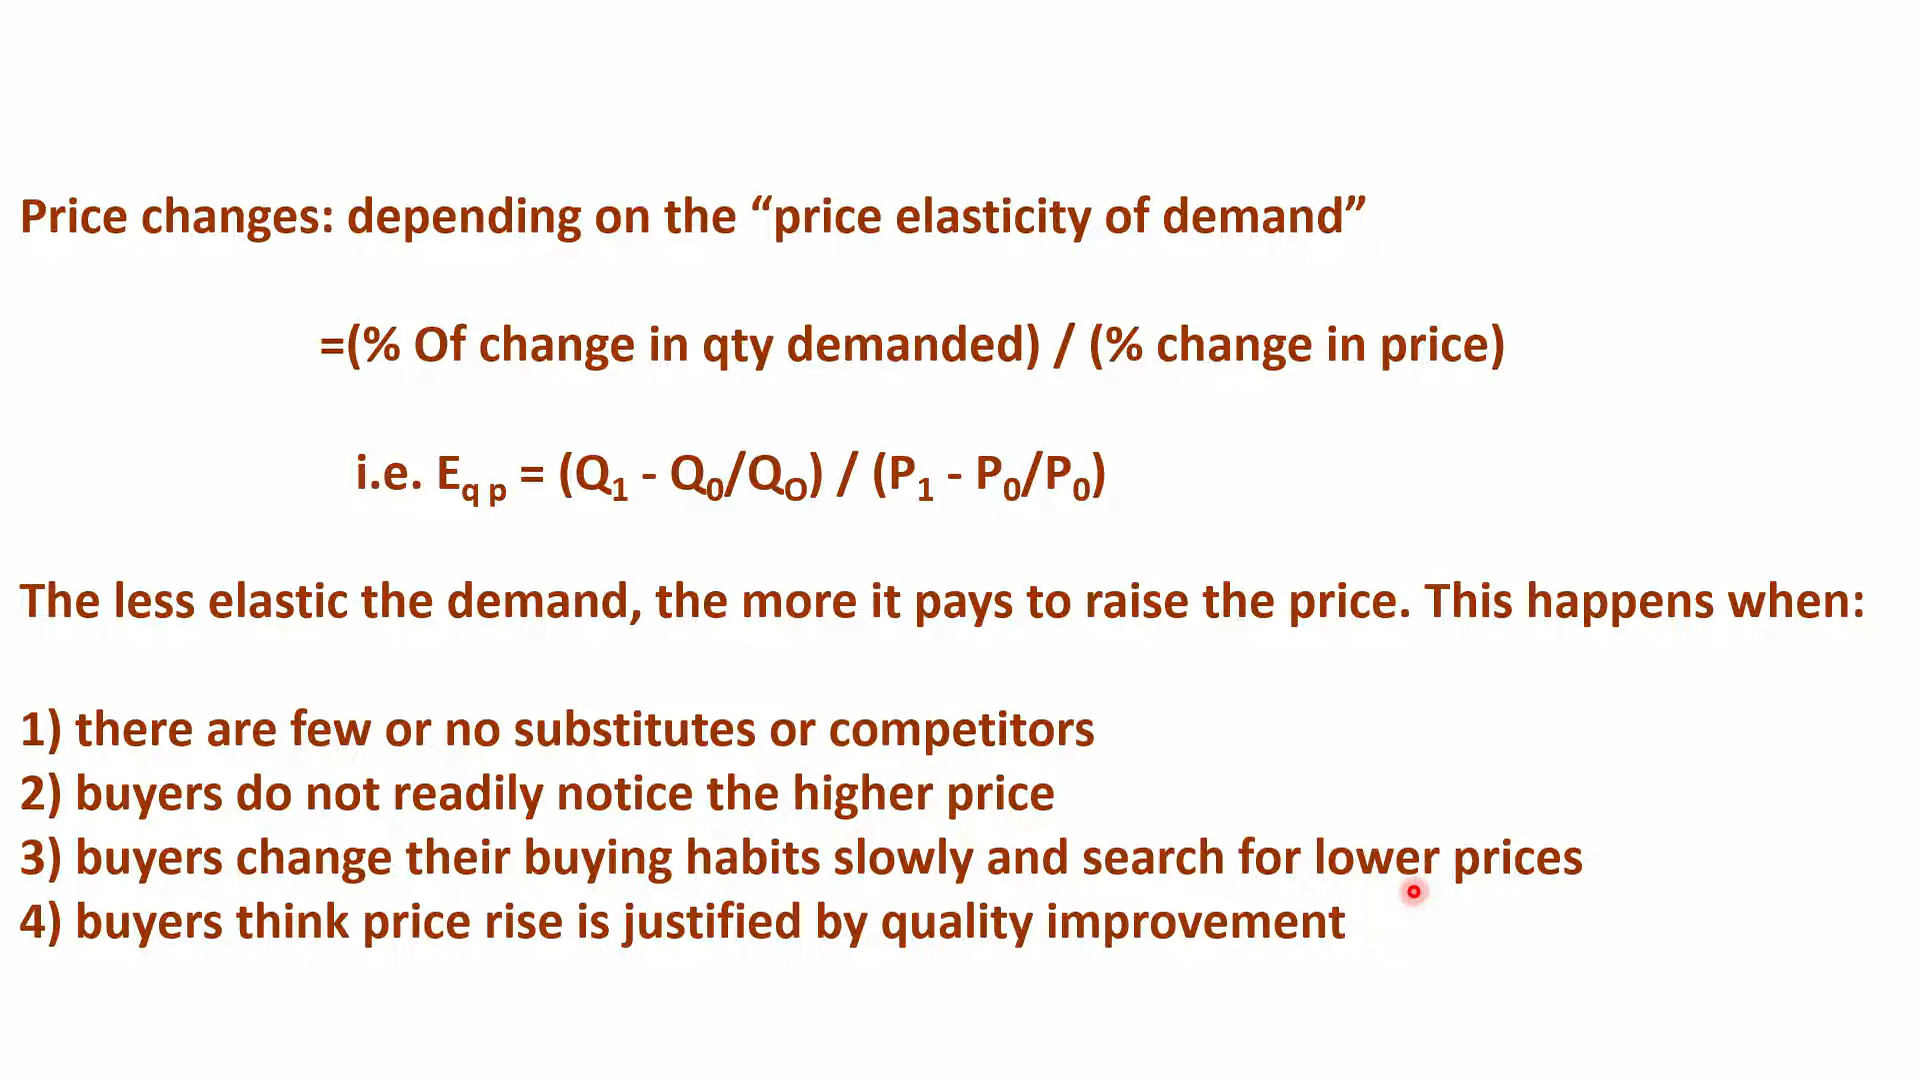 Price changes: depending on the “price elasticity of demand”
=(% Of change in qty demanded) / (% change in price)
i.e. Eq p = (Q1 - Q0/QO) / (P1 - P0/P0)
The less elastic the demand, the more it pays to raise the price. This happens when:
1) there are few or no substitutes or competitors
2) buyers do not readily notice the higher price
3) buyers change their buying habits slowly and search for lower prices
4) buyers think price rise is justified by quality improvement